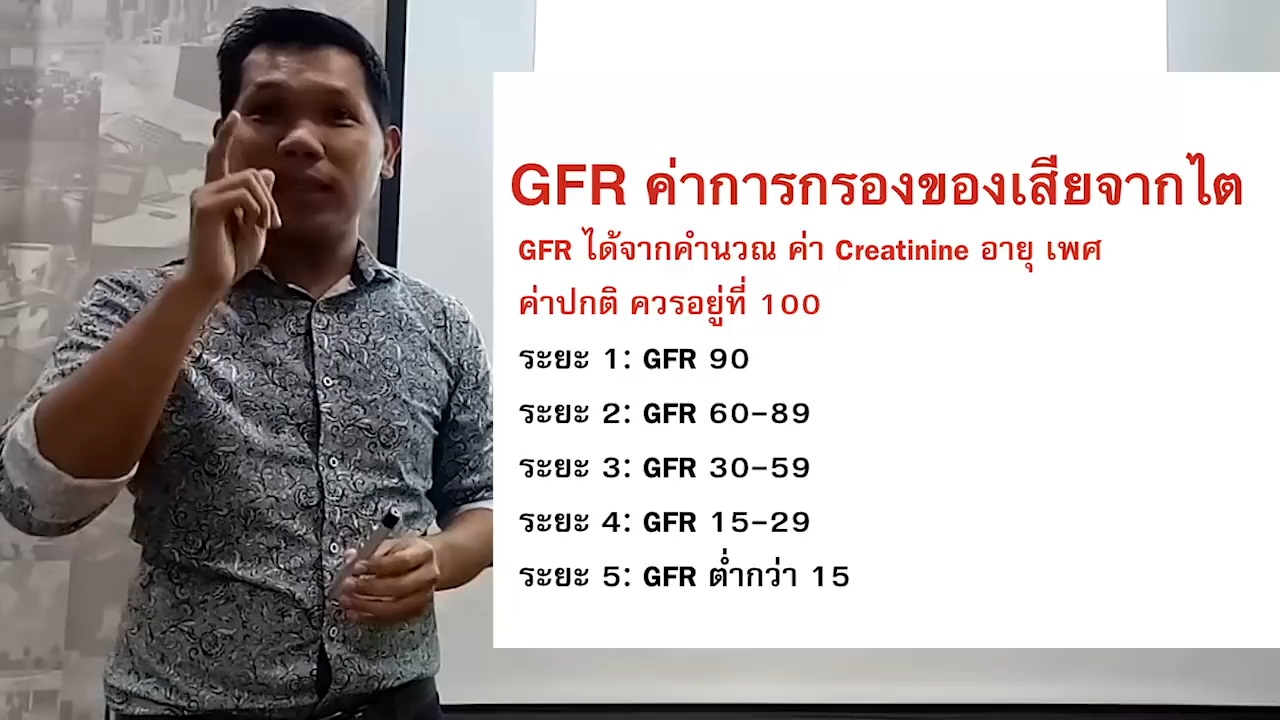 GFR ค่าการกรองของเสียจากไต
GFR ได้จากคำนวณ ค่า Creatinine อายุ เพศ
ค่าปกติ ควรอยู่ที่ 100
ระยะ 1: GFR 90
ระยะ 2: GFR 60-89
ระยะ 3: GFR 30-59
ระยะ 4: GFR 15-29
ระยะ 5: GFR ต่ำกว่า 15